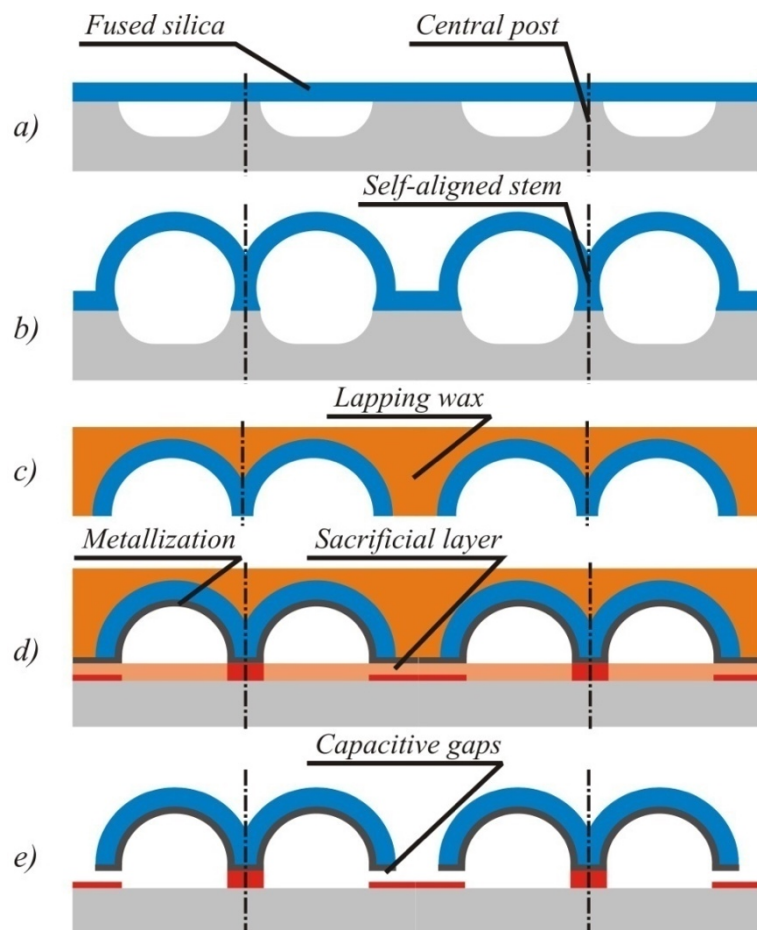 Fused silica
Central post
a)
Self-aligned stem
b)
Lapping wax
c)
Metallization
Sacrificial layer
d)
Capacitive gaps
e)